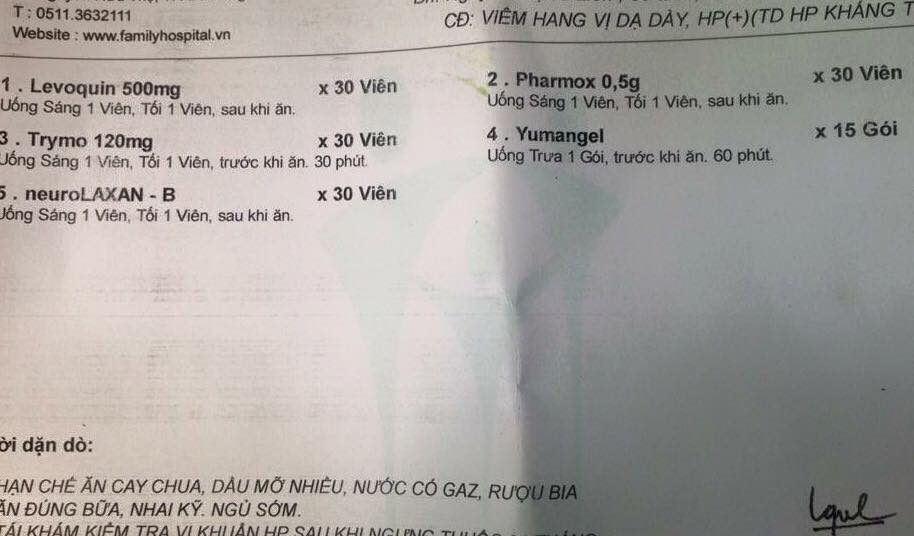 T : 0511.3632111
Website : www.familyhospital.vn
CĐ: VIÊM HANG VỊ DẠ DÀY, HP(+)(TD HP KHÁNG T
1 . Levoquin 500mg x 30 Viên
Uống Sáng 1 Viên, Tối 1 Viên, sau khi ăn.
2 . Pharmox 0,5g x 30 Viên
Uống Sáng 1 Viên, Tối 1 Viên, sau khi ăn.
3 . Trymo 120mg x 30 Viên
Uống Sáng 1 Viên, Tối 1 Viên, trước khi ăn. 30 phút.
4 . Yumangel x 15 Gói
Uống Trưa 1 Gói, trước khi ăn. 60 phút.
5 . neuroLAXAN - B x 30 Viên
Uống Sáng 1 Viên, Tối 1 Viên, sau khi ăn.
ời dặn dò:
HẠN CHẾ ĂN CAY CHUA, DẦU MỠ NHIỀU, NƯỚC CÓ GAZ, RƯỢU BIA
ĂN ĐÚNG BỮA, NHAI KỸ. NGỦ SỚM.
TÁI KHÁM KIỂM TRA VI KHUẨN HP SAU KHI NGƯNG THUỐC